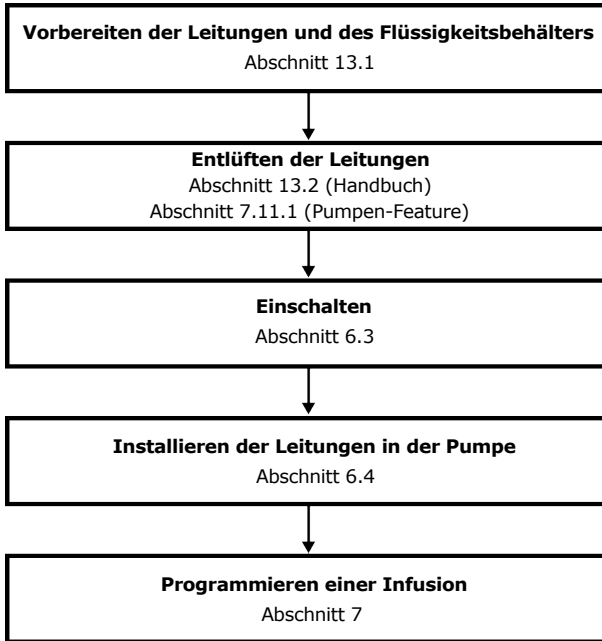 Vorbereiten der Leitungen und des Flüssigkeitsbehälters
Abschnitt 13.1
Entlüften der Leitungen
Abschnitt 13.2 (Handbuch)
Abschnitt 7.11.1 (Pumpen-Feature)
Einschalten
Abschnitt 6.3
Installieren der Leitungen in der Pumpe
Abschnitt 6.4
Programmieren einer Infusion
Abschnitt 7